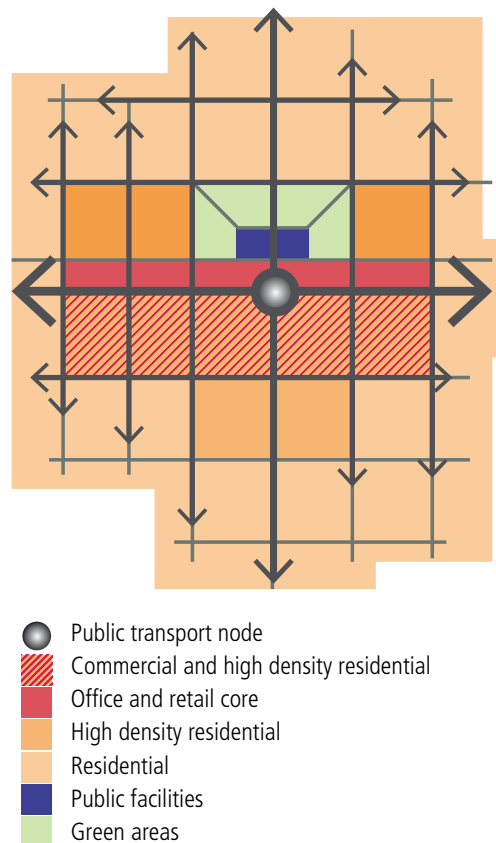 Public transport node
Commercial and high density residential
Office and retail core
High density residential
Residential
Public facilities
Green areas